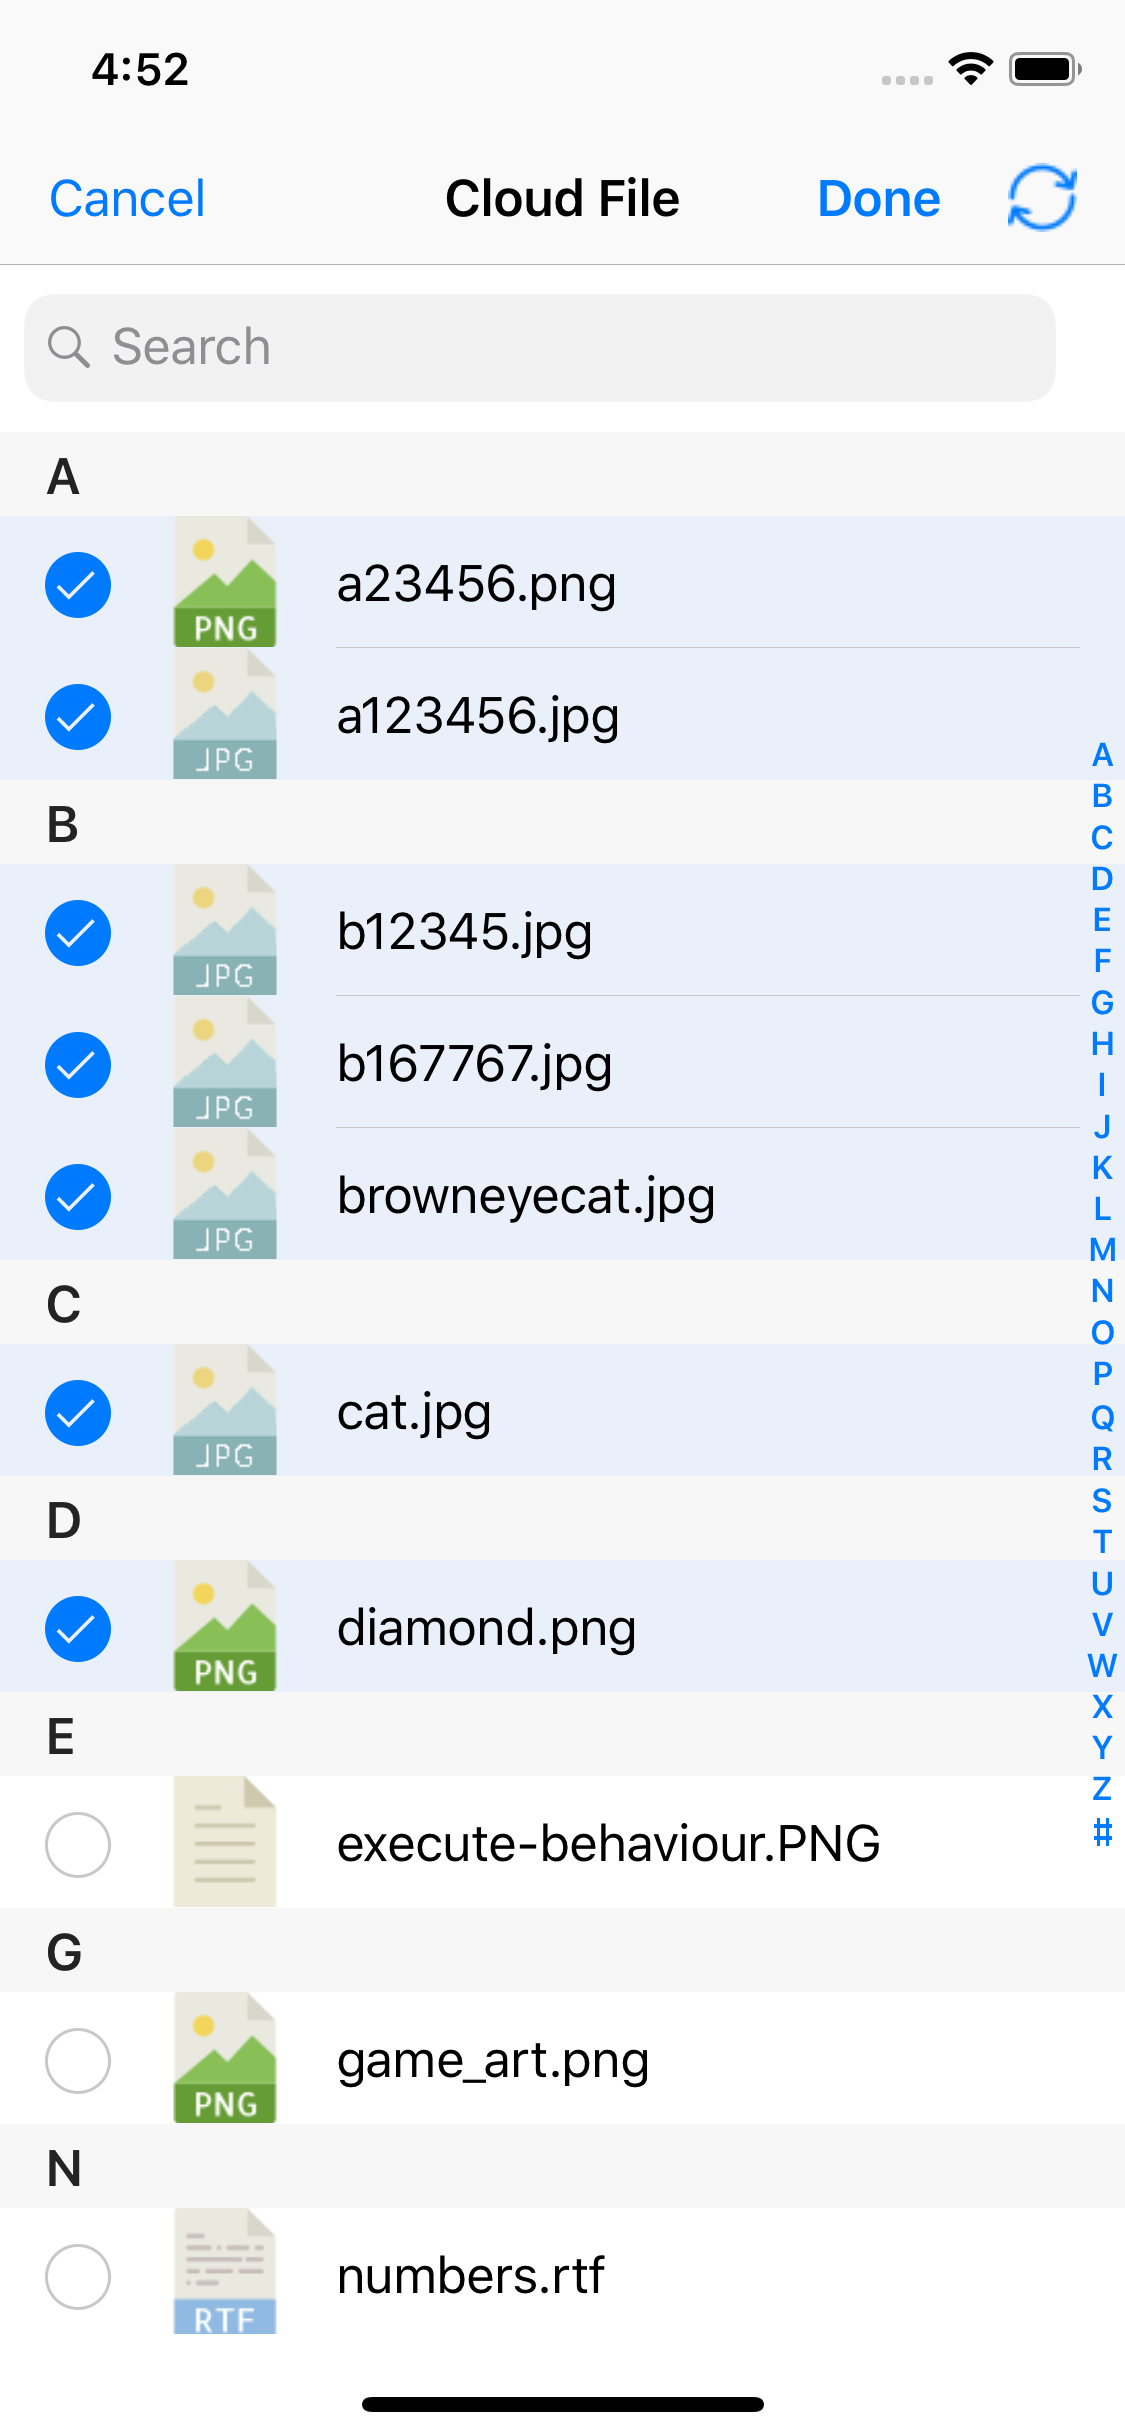 4:52
Cancel Cloud File Done
Search
A
PNG a23456.png
JPG a123456.jpg
B
JPG b12345.jpg
JPG b167767.jpg
JPG browneyecat.jpg
C
JPG cat.jpg
D
PNG diamond.png
E
execute-behaviour.PNG
G
PNG game_art.png
N
RTF numbers.rtf
A
B
C
D
E
F
G
H
I
J
K
L
M
N
O
P
Q
R
S
T
U
V
W
X
Y
Z
#